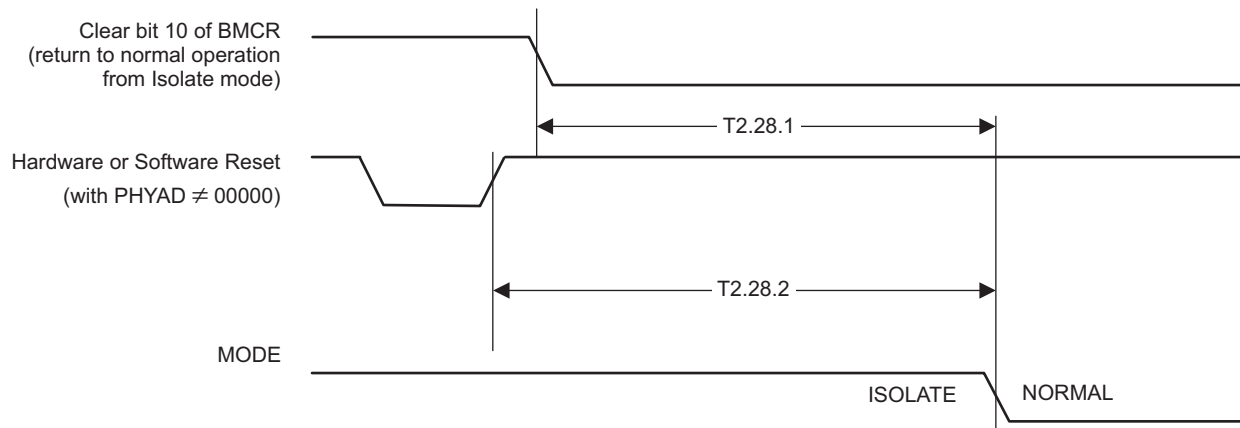 Clear bit 10 of BMCR
(return to normal operation
from Isolate mode)
T2.28.1
Hardware or Software Reset
(with PHYAD ≠ 00000)
T2.28.2
MODE
ISOLATE
NORMAL